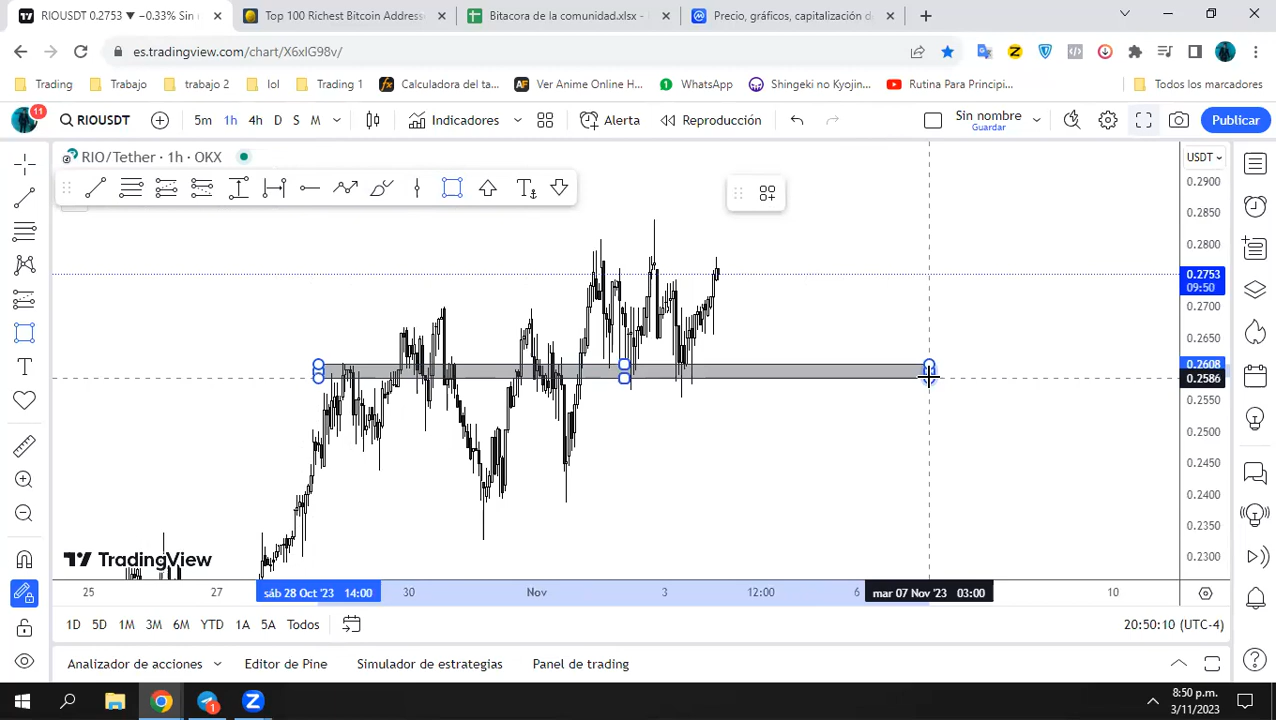 RIOUSDT 0.2753 ▼ −0.33% Sin
Top 100 Richest Bitcoin Address
Bitacora de la comunidad.xlsx -
Precio, gráficos, capitalización d
es.tradingview.com/chart/X6xIG98v/
Trading
Trabajo
trabajo 2
lol
Trading 1
Calculadora del ta...
Ver Anime Online H...
WhatsApp
Shingeki no Kyojin...
Rutina Para Principi...
Todos los marcadores
11
RIOUSDT
5m
1h
4h
D
S
M
Indicadores
Alerta
Reproducción
Sin nombre
Guardar
Publicar
RIO/Tether · 1h · OKX
USDT
0.2900
0.2850
0.2800
0.2753
09:50
0.2700
0.2650
0.2608
0.2586
0.2550
0.2500
0.2450
0.2400
0.2350
0.2300
TradingView
25
27
sáb 28 Oct '23 14:00
30
Nov
3
12:00
6
mar 07 Nov '23 03:00
10
1D
5D
1M
3M
6M
YTD
1A
5A
Todos
20:50:10 (UTC-4)
Analizador de acciones
Editor de Pine
Simulador de estrategias
Panel de trading
1
8:50 p.m.
3/11/2023